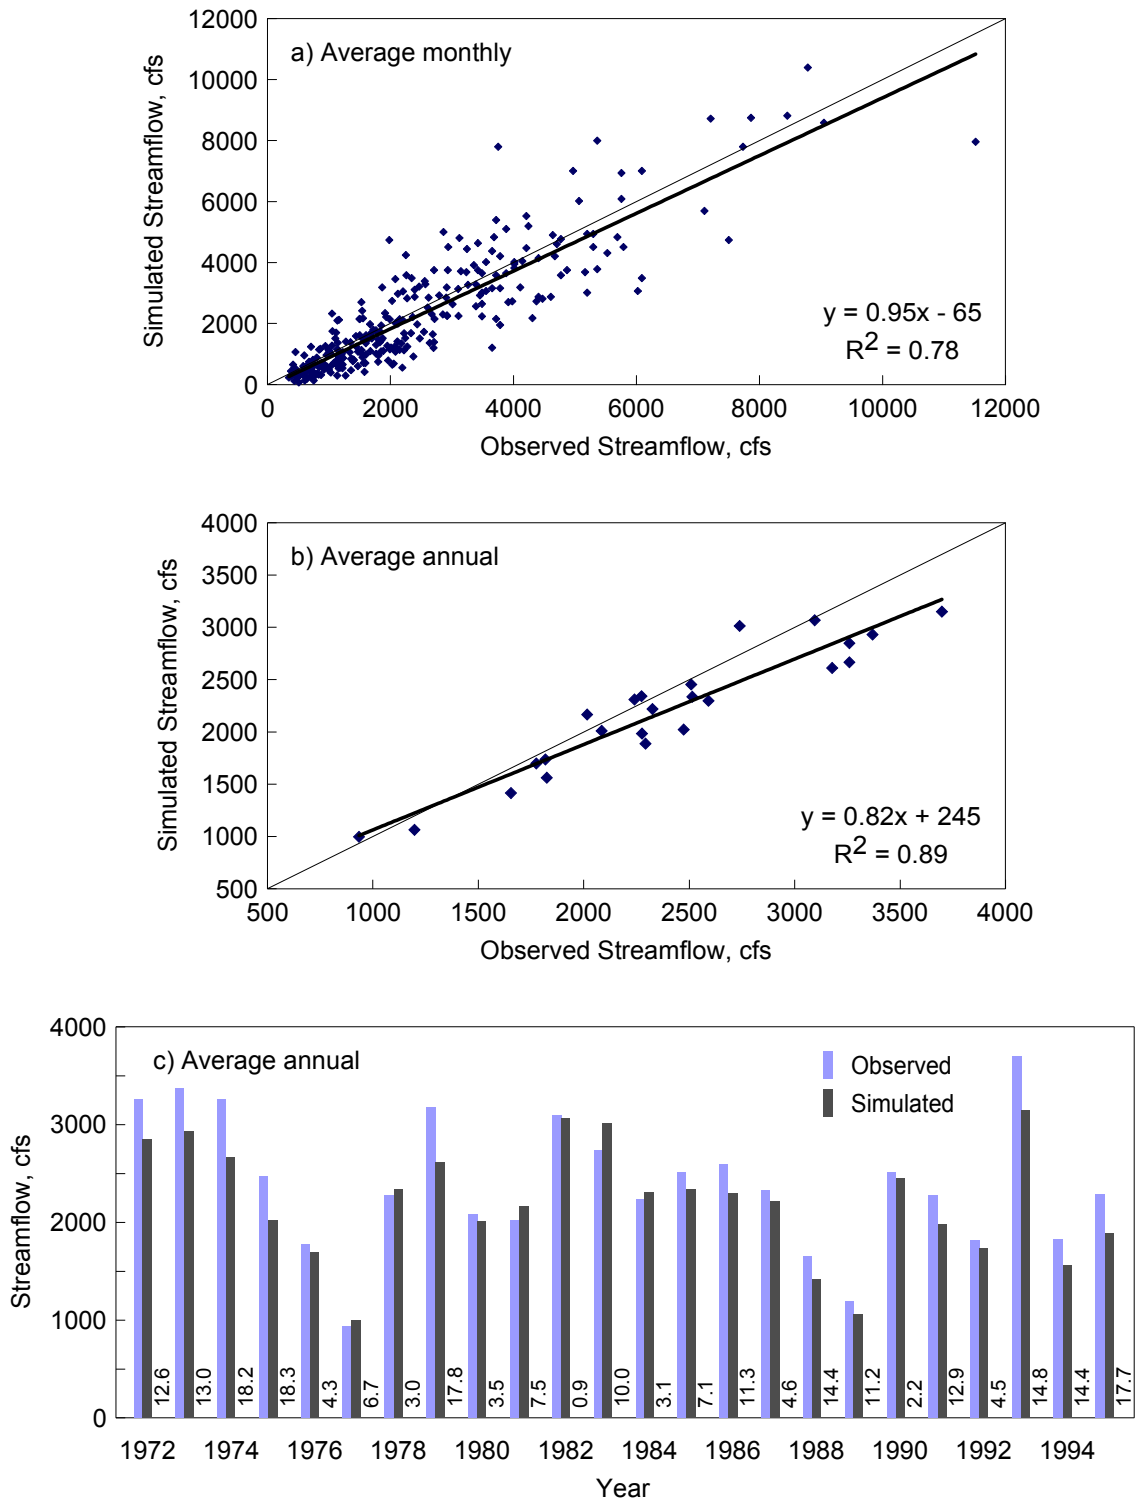 a) Average monthly
12000
10000
8000
6000
4000
2000
0
Simulated Streamflow, cfs
y = 0.95x - 65
R2 = 0.78
0 2000 4000 6000 8000 10000 12000
Observed Streamflow, cfs
b) Average annual
4000
3500
3000
2500
2000
1500
1000
500
Simulated Streamflow, cfs
y = 0.82x + 245
R2 = 0.89
500 1000 1500 2000 2500 3000 3500 4000
Observed Streamflow, cfs
c) Average annual
Observed
Simulated
4000
3000
2000
1000
0
Streamflow, cfs
12.6 13.0 18.2 18.3 4.3 6.7 3.0 17.8 3.5 7.5 0.9 10.0 3.1 7.1 11.3 4.6 14.4 11.2 2.2 12.9 4.5 14.8 14.4 17.7
1972 1974 1976 1978 1980 1982 1984 1986 1988 1990 1992 1994
Year